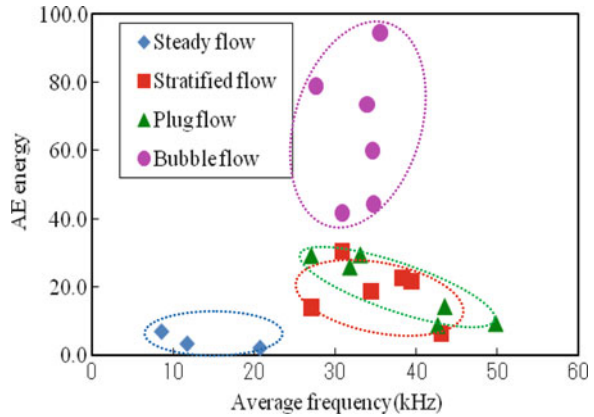 100.0
80.0
60.0
40.0
20.0
0.0
AE energy
Steady flow
Stratified flow
Plug flow
Bubble flow
0 10 20 30 40 50 60
Average frequency(kHz)